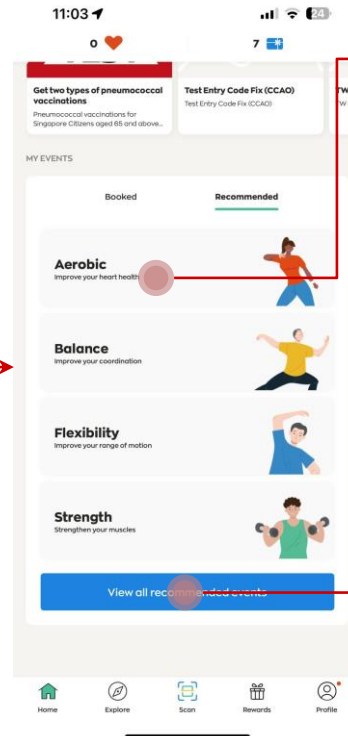 11:03
24
0
7
Get two types of pneumococcal
vaccinations
Pneumococcal vaccinations for
Singapore Citizens aged 65 and above...
Test Entry Code Fix (CCAO)
Test Entry Code Fix (CCAO)
TW
TW
MY EVENTS
Booked
Recommended
Aerobic
Improve your heart health
Balance
Improve your coordination
Flexibility
Improve your range of motion
Strength
Strengthen your muscles
View all recommended events
Home
Explore
Scan
Rewards
Profile